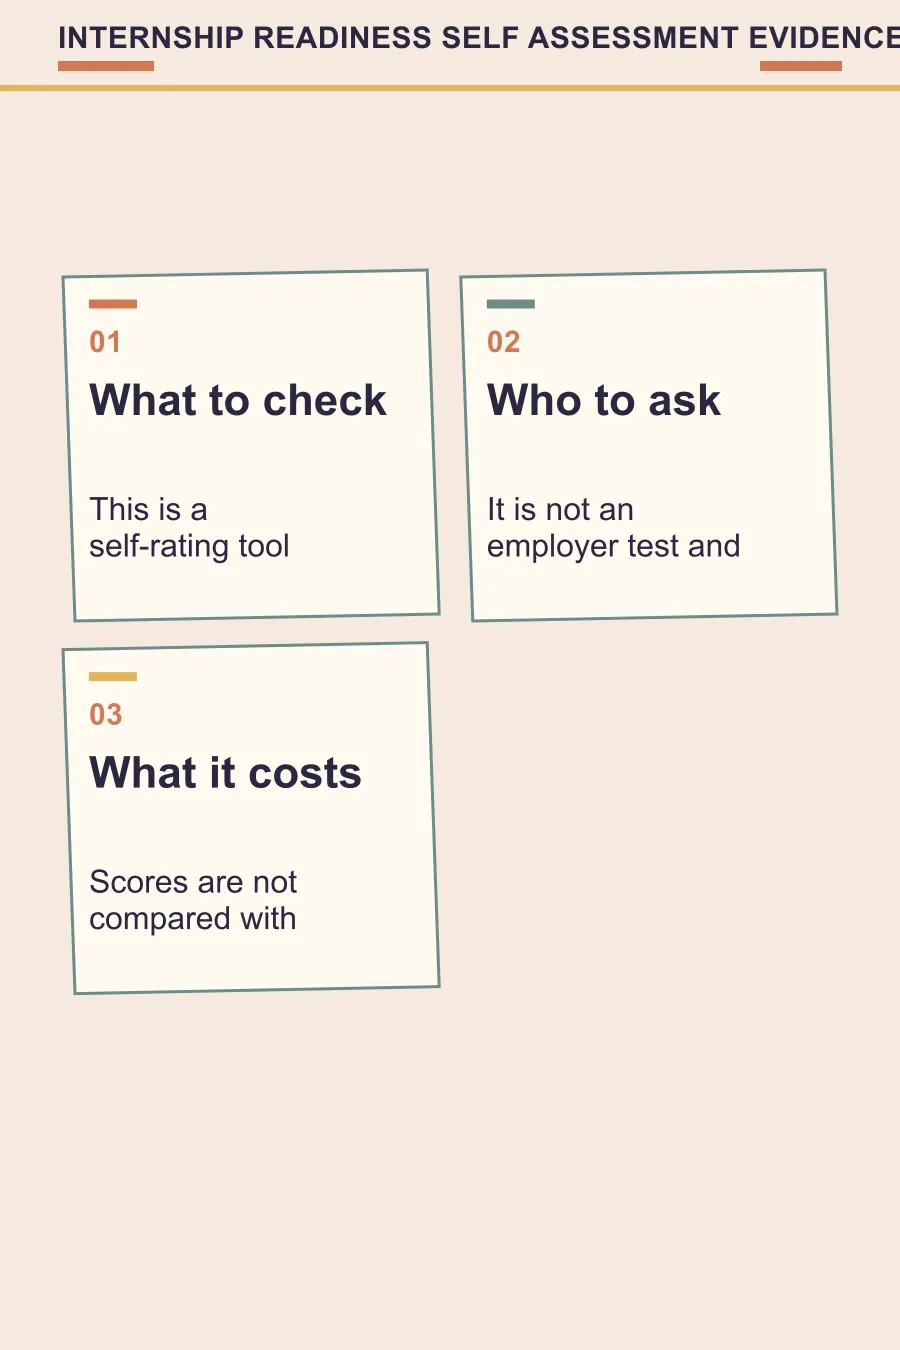 INTERNSHIP READINESS SELF ASSESSMENT EVIDENCE
01
What to check
This is a
self-rating tool
02
Who to ask
It is not an
employer test and
03
What it costs
Scores are not
compared with